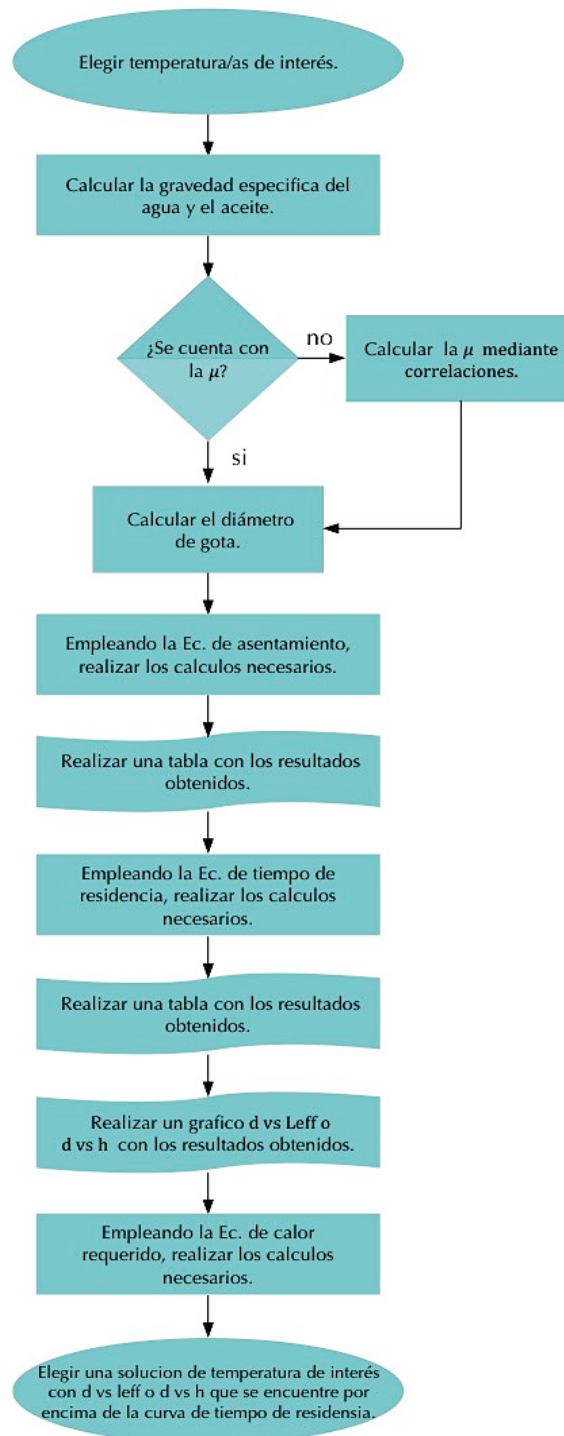 Elegir temperatura/as de interés.
Calcular la gravedad especifica del
agua y el aceite.
¿Se cuenta con
la μ?
no
Calcular la μ mediante
correlaciones.
si
Calcular el diámetro
de gota.
Empleando la Ec. de asentamiento,
realizar los calculos necesarios.
Realizar una tabla con los resultados
obtenidos.
Empleando la Ec. de tiempo de
residencia, realizar los calculos
necesarios.
Realizar una tabla con los resultados
obtenidos.
Realizar un grafico d vs Leff o
d vs h con los resultados obtenidos.
Empleando la Ec. de calor
requerido, realizar los calculos
necesarios.
Elegir una solucion de temperatura de interés
con d vs leff o d vs h que se encuentre por
encima de la curva de tiempo de residensia.